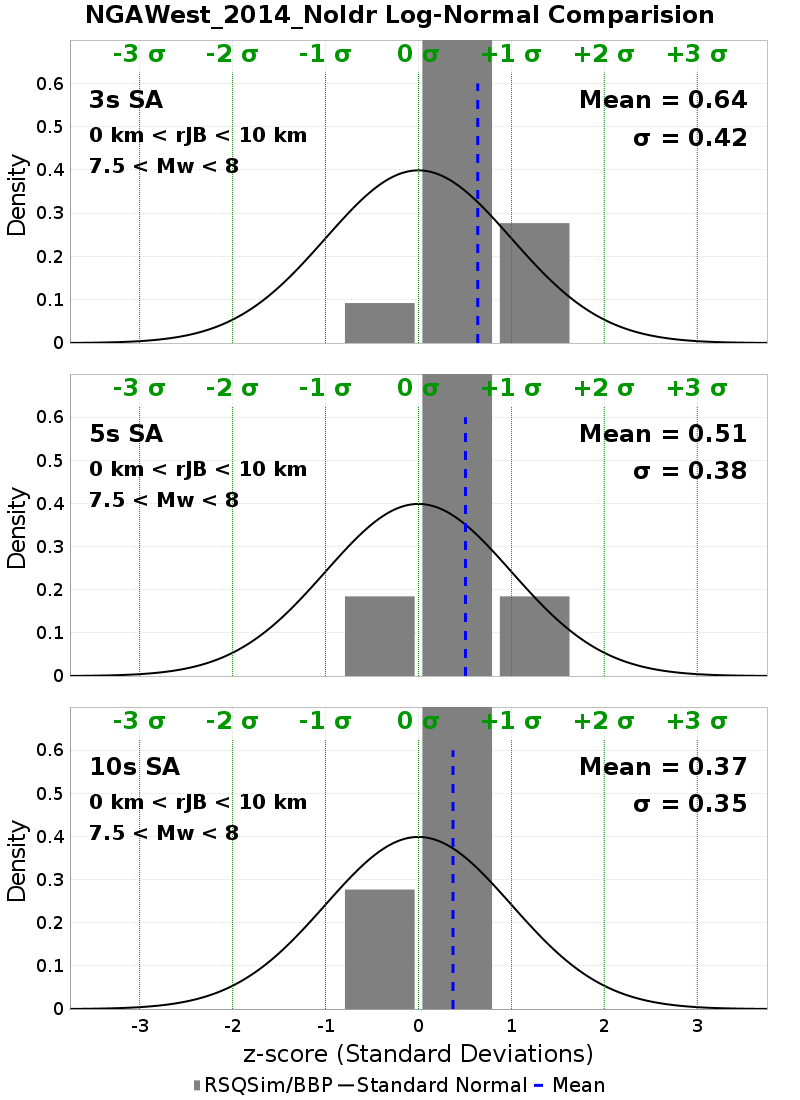 NGAWest_2014_NoIdr Log-Normal Comparision
-3 σ -2 σ -1 σ 0 σ +1 σ +2 σ +3 σ
3s SA
0 km < rJB < 10 km
7.5 < Mw < 8
Mean = 0.64
σ = 0.42
Density
0.6
0.5
0.4
0.3
0.2
0.1
0
-3 σ -2 σ -1 σ 0 σ +1 σ +2 σ +3 σ
5s SA
0 km < rJB < 10 km
7.5 < Mw < 8
Mean = 0.51
σ = 0.38
Density
0.6
0.5
0.4
0.3
0.2
0.1
0
-3 σ -2 σ -1 σ 0 σ +1 σ +2 σ +3 σ
10s SA
0 km < rJB < 10 km
7.5 < Mw < 8
Mean = 0.37
σ = 0.35
Density
0.6
0.5
0.4
0.3
0.2
0.1
0
-3 -2 -1 0 1 2 3
z-score (Standard Deviations)
RSQSim/BBP Standard Normal Mean